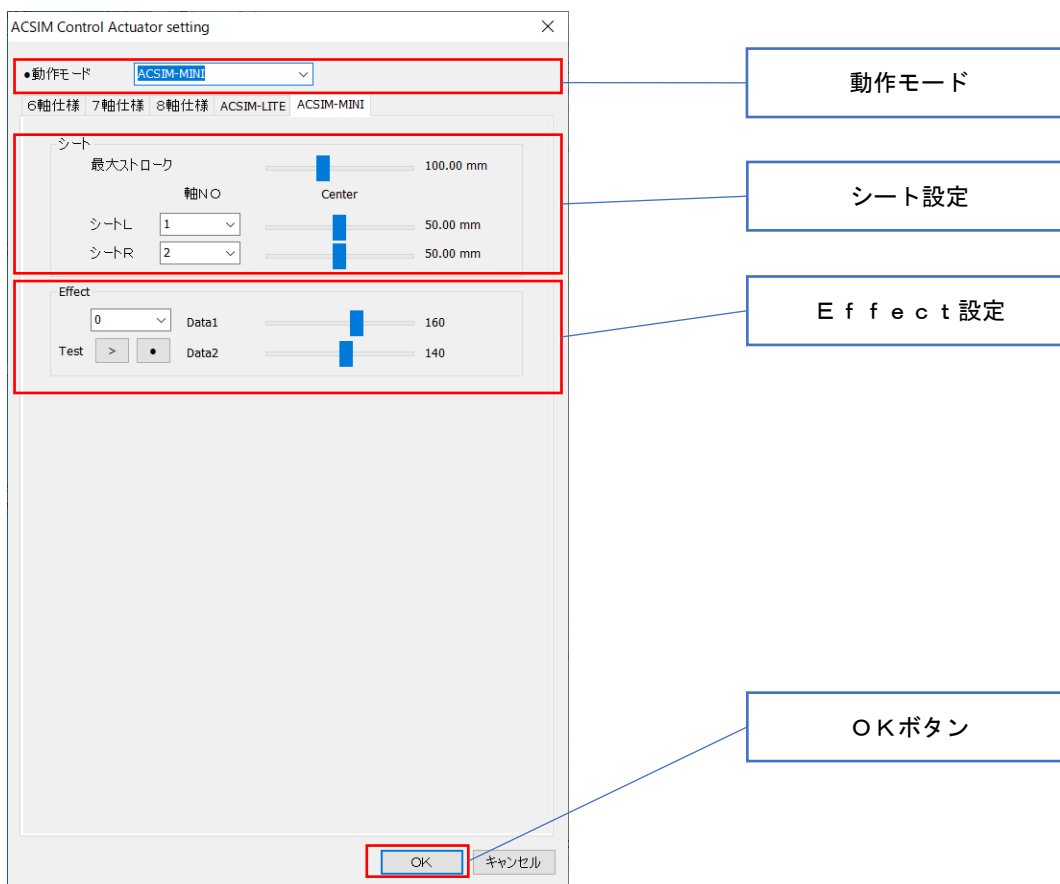 ACSIM Control Actuator setting
●動作モード ACSIM-MINI
動作モード
6軸仕様 7軸仕様 8軸仕様 ACSIM-LITE ACSIM-MINI
シート
最大ストローク 100.00 mm
軸NO Center
シート設定
シートL 1 50.00 mm
シートR 2 50.00 mm
Effect
0 Data1 160
Ｅｆｆｅｃｔ設定
Test > ● Data2 140
ＯＫボタン
OK キャンセル